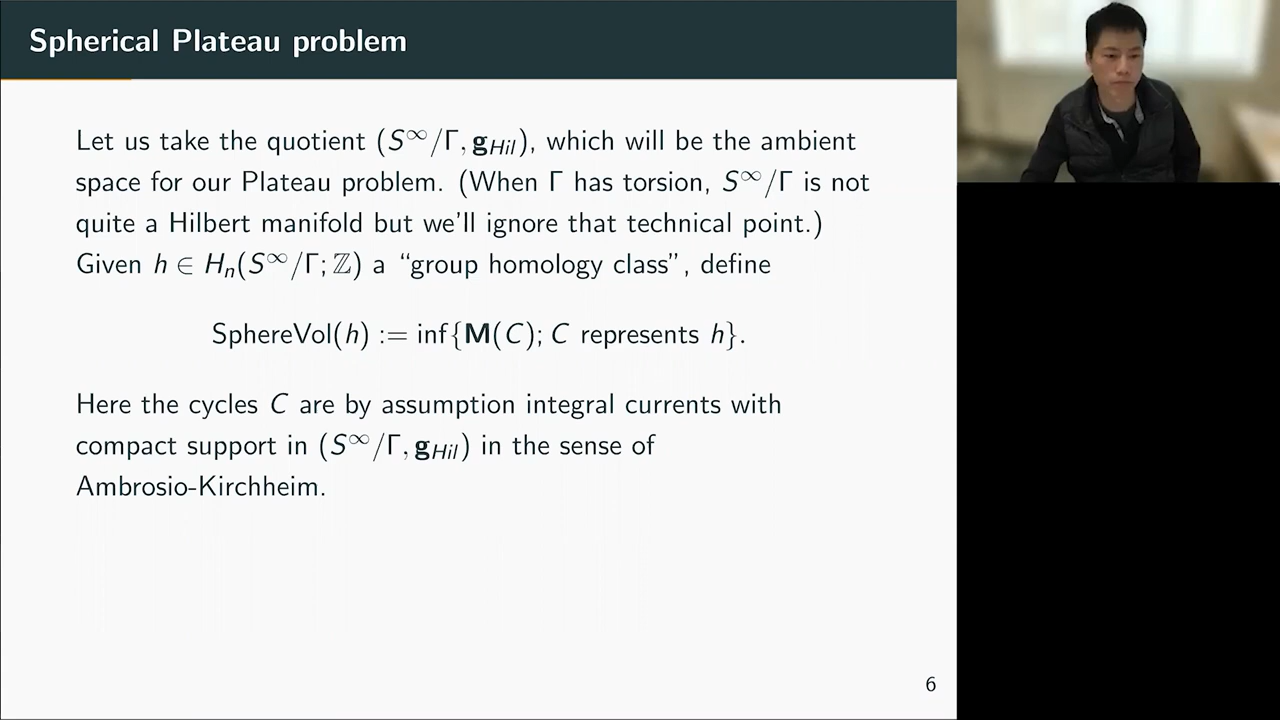 Spherical Plateau problem
Let us take the quotient (S^∞/Γ, g_Hil), which will be the ambient
space for our Plateau problem. (When Γ has torsion, S^∞/Γ is not
quite a Hilbert manifold but we'll ignore that technical point.)
Given h ∈ H_n(S^∞/Γ; ℤ) a “group homology class”, define
SphereVol(h) := inf{M(C); C represents h}.
Here the cycles C are by assumption integral currents with
compact support in (S^∞/Γ, g_Hil) in the sense of
Ambrosio-Kirchheim.
6